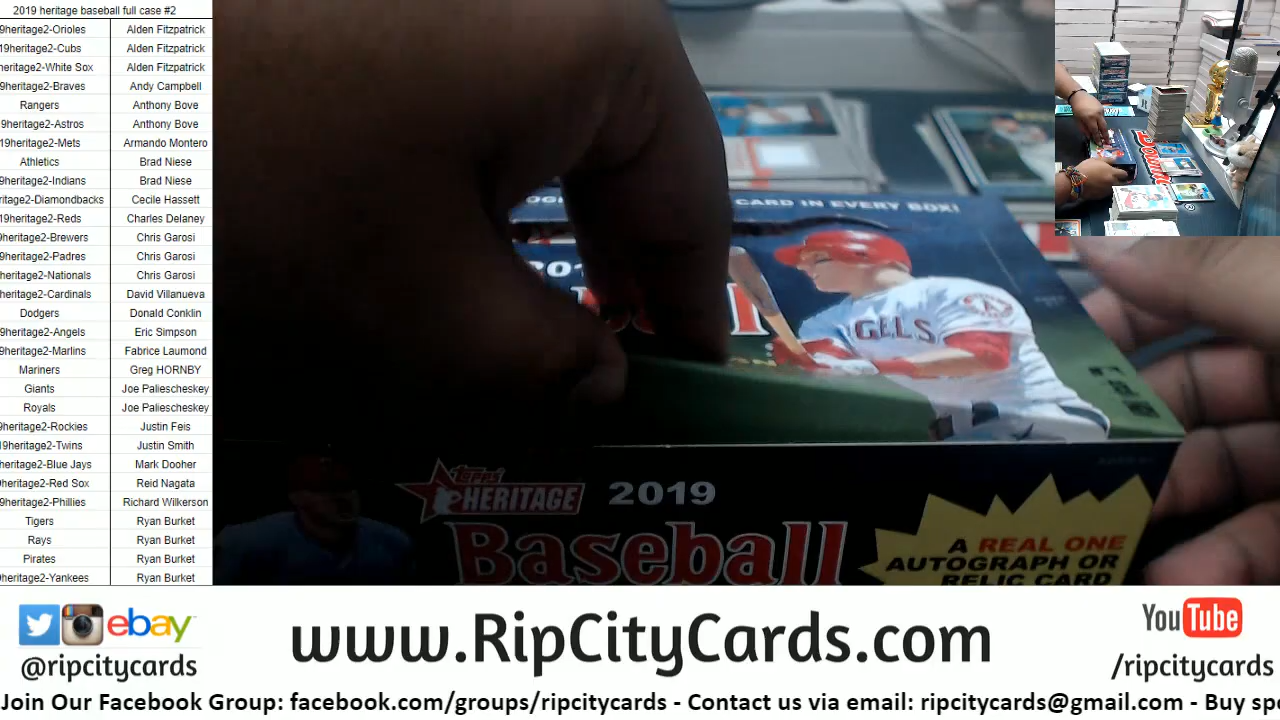 2019 heritage baseball full case #2
9heritage2-Orioles Alden Fitzpatrick
19heritage2-Cubs Alden Fitzpatrick
heritage2-White Sox Alden Fitzpatrick
heritage2-Braves Andy Campbell
Rangers Anthony Bove
9heritage2-Astros Anthony Bove
19heritage2-Mets Armando Montero
Athletics Brad Niese
9heritage2-Indians Brad Niese
ritage2-Diamondbacks Cecile Hassett
19heritage2-Reds Charles Delaney
9heritage2-Brewers Chris Garosi
9heritage2-Padres Chris Garosi
heritage2-Nationals Chris Garosi
heritage2-Cardinals David Villanueva
Dodgers Donald Conklin
9heritage2-Angels Eric Simpson
9heritage2-Marlins Fabrice Laumond
Mariners Greg HORNBY
Giants Joe Paliescheskey
Royals Joe Paliescheskey
9heritage2-Rockies Justin Feis
19heritage2-Twins Justin Smith
heritage2-Blue Jays Mark Dooher
heritage2-Red Sox Reid Nagata
9heritage2-Phillies Richard Wilkerson
Tigers Ryan Burket
Rays Ryan Burket
Pirates Ryan Burket
heritage2-Yankees Ryan Burket
CARD IN EVERY BOX!
GELS
TOPPS
HERITAGE 2019
Baseball
A REAL ONE
AUTOGRAPH OR
RELIC CARD
ebay
@ripcitycards
www.RipCityCards.com
YouTube
/ripcitycards
Join Our Facebook Group: facebook.com/groups/ripcitycards - Contact us via email: ripcitycards@gmail.com - Buy spo